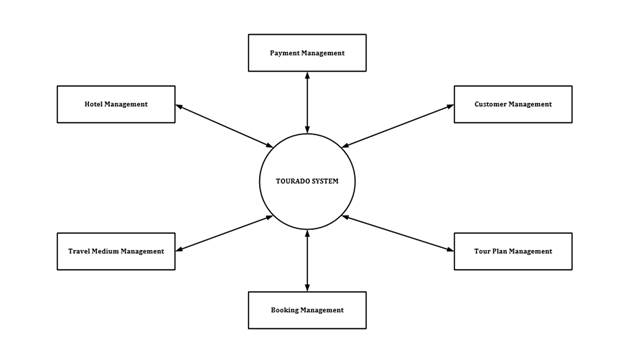 Payment Management
Hotel Management
Customer Management
TOURADO SYSTEM
Travel Medium Management
Tour Plan Management
Booking Management